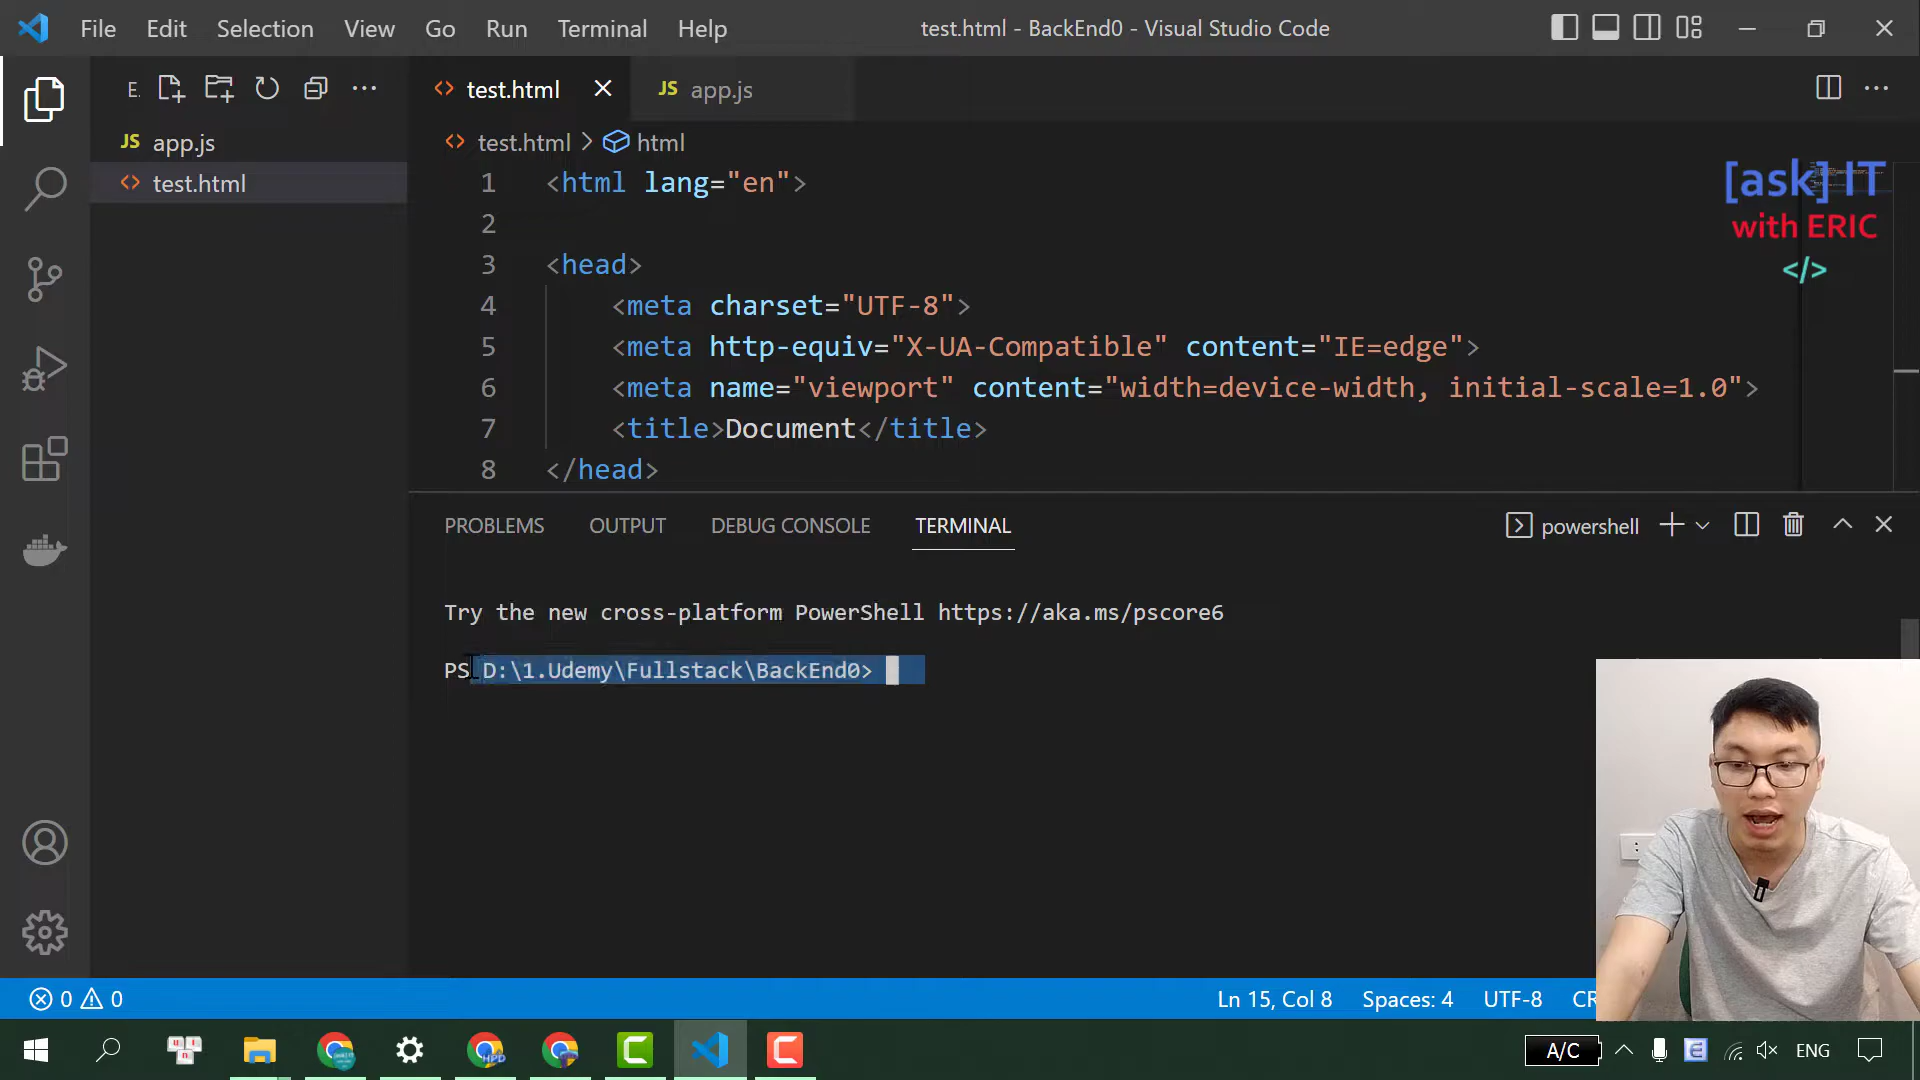 File Edit Selection View Go Run Terminal Help
test.html - BackEnd0 - Visual Studio Code
E.
JS app.js
<> test.html
<> test.html
JS app.js
<> test.html > html
1 <html lang="en">
2
3 <head>
4 <meta charset="UTF-8">
5 <meta http-equiv="X-UA-Compatible" content="IE=edge">
6 <meta name="viewport" content="width=device-width, initial-scale=1.0">
7 <title>Document</title>
8 </head>
[ask] IT
with ERIC
</>
PROBLEMS OUTPUT DEBUG CONSOLE TERMINAL
powershell
Try the new cross-platform PowerShell https://aka.ms/pscore6
PS D:\1.Udemy\Fullstack\BackEnd0>
0 0
Ln 15, Col 8 Spaces: 4 UTF-8 CR
HPD
A/C
ENG